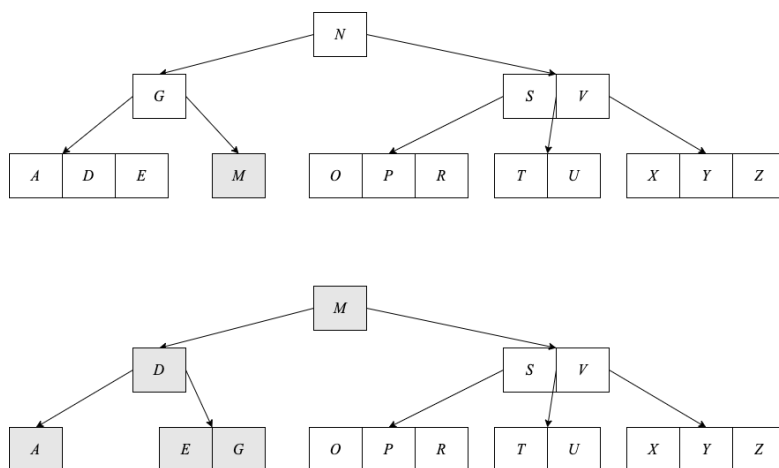 N
G S V
A D E M O P R T U X Y Z
M
D S V
A E G O P R T U X Y Z